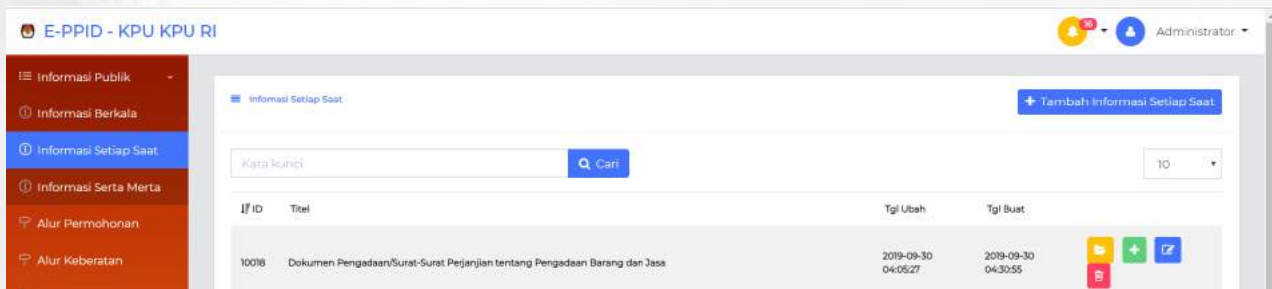 E-PPID - KPU KPU RI
16
Administrator
Informasi Publik
Infomasi Setiap Saat
+ Tambah Informasi Setiap Saat
Informasi Berkala
Informasi Setiap Saat
Kata kunci
Cari
10
Informasi Serta Merta
ID Titel Tgl Ubah Tgl Buat
Alur Permohonan
Alur Keberatan
10018 Dokumen Pengadaan/Surat-Surat Perjanjian tentang Pengadaan Barang dan Jasa 2019-09-30 2019-09-30
04:05:27 04:30:55